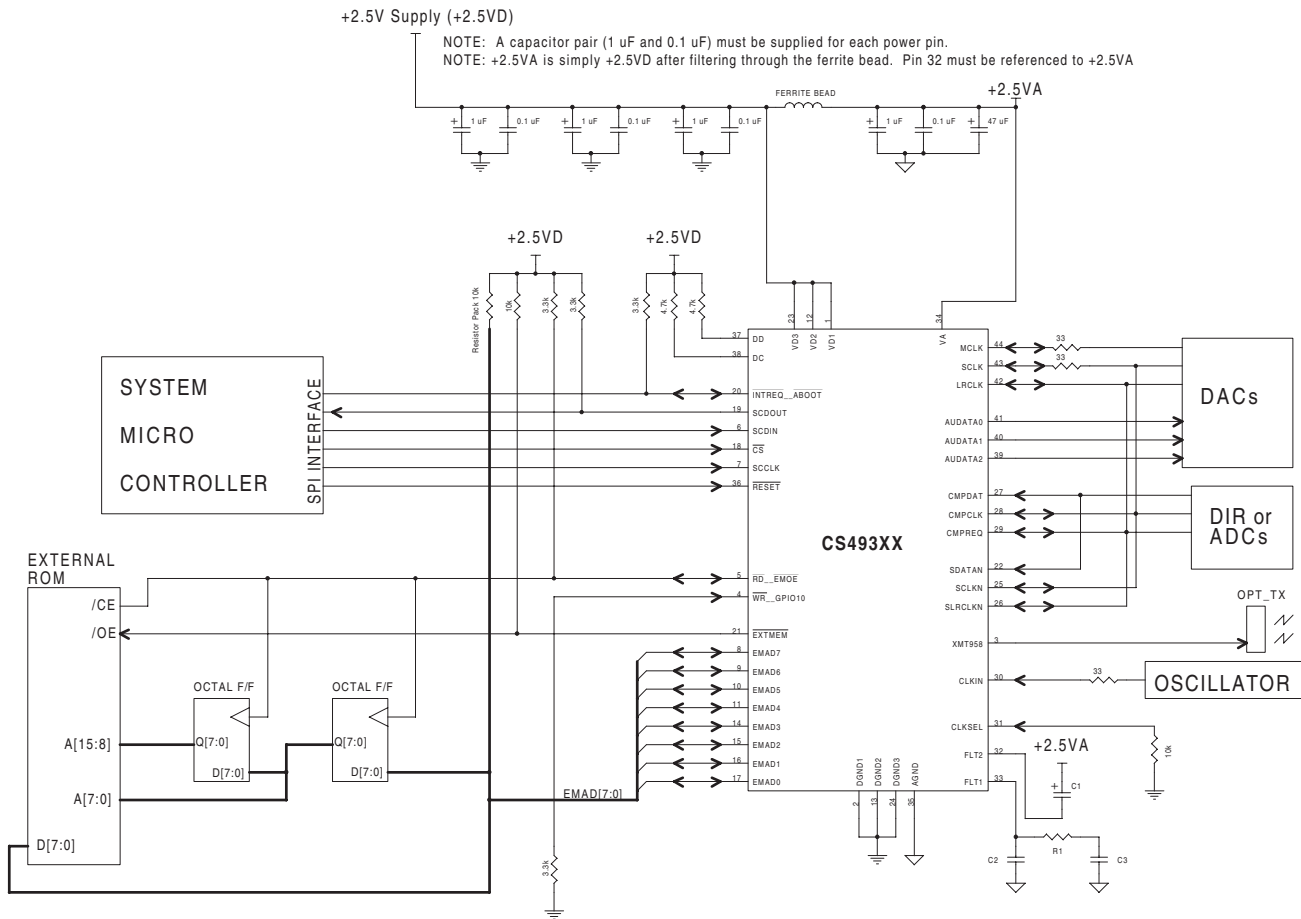 +2.5V Supply (+2.5VD)
NOTE: A capacitor pair (1 uF and 0.1 uF) must be supplied for each power pin.
NOTE: +2.5VA is simply +2.5VD after filtering through the ferrite bead. Pin 32 must be referenced to +2.5VA
FERRITE BEAD
+2.5VA
+ 1 uF
0.1 uF
+ 1 uF
0.1 uF
+ 1 uF
0.1 uF
+ 1 uF
0.1 uF
+ 47 uF
+2.5VD
+2.5VD
Resistor Pack 10k
10k
3.3k
3.3k
3.3k
4.7k
4.7k
23
12
1
34
VD3
VD2
VD1
VA
37 DD
38 DC
20 INTREQ__ABOOT
19 SCDOUT
6 SCDIN
18 CS
7 SCCLK
36 RESET
5 RD__EMOE
4 WR__GPIO10
21 EXTMEM
8 EMAD7
9 EMAD6
10 EMAD5
11 EMAD4
14 EMAD3
15 EMAD2
16 EMAD1
17 EMAD0
CS493XX
MCLK 44
SCLK 43
LRCLK 42
AUDATA0 41
AUDATA1 40
AUDATA2 39
CMPDAT 27
CMPCLK 28
CMPREQ 29
SDATAN 22
SCLKN 25
SLRCLKN 26
XMT958 3
CLKIN 30
CLKSEL 31
FLT2 32
FLT1 33
DGND1
DGND2
DGND3
AGND
2
13
24
35
33
33
DACs
DIR or
ADCs
OPT_TX
33
OSCILLATOR
10k
+2.5VA
+ C1
R1
C2
C3
SYSTEM
MICRO
CONTROLLER
SPI INTERFACE
EXTERNAL
ROM
/CE
/OE
A[15:8]
A[7:0]
D[7:0]
OCTAL F/F
Q[7:0]
D[7:0]
OCTAL F/F
Q[7:0]
D[7:0]
EMAD[7:0]
3.3k